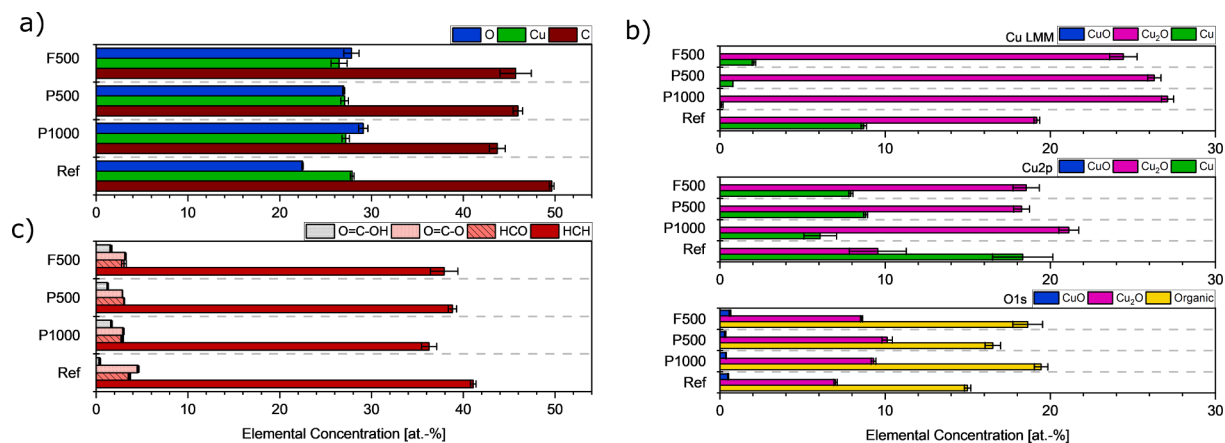 a)
O Cu C
F500
P500
P1000
Ref
0 10 20 30 40 50
c)
O=C-OH O=C-O HCO HCH
F500
P500
P1000
Ref
0 10 20 30 40 50
Elemental Concentration [at.-%]
b)
Cu LMM CuO Cu₂O Cu
F500
P500
P1000
Ref
0 10 20 30
Cu2p CuO Cu₂O Cu
F500
P500
P1000
Ref
0 10 20 30
O1s CuO Cu₂O Organic
F500
P500
P1000
Ref
0 10 20 30
Elemental Concentration [at.-%]